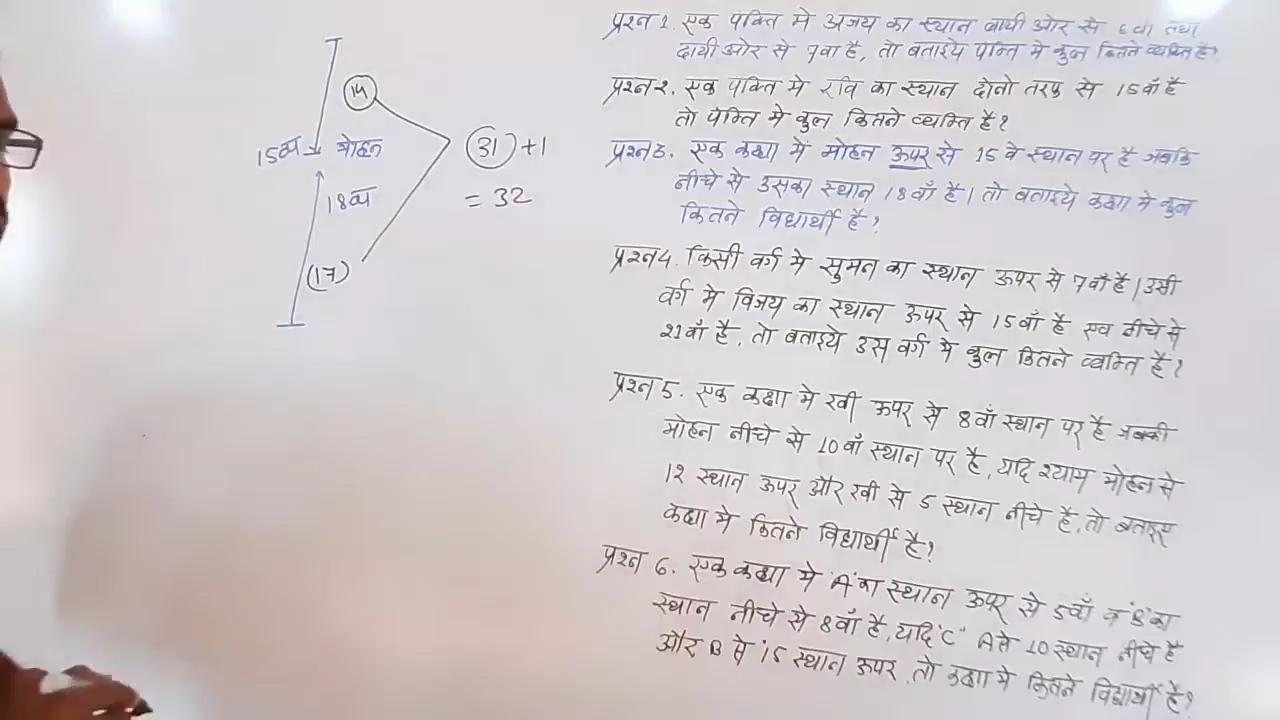 14
15वा मोहन
18वा
(17)
31 +1
= 32
प्रश्न 1. एक पंक्ति मे अजय का स्थान बायी ओर से 6वा तथा
दायी ओर से 7वा है, तो बताइये पंक्ति मे कुल कितने व्यक्ति है?
प्रश्न 2. एक पंक्ति मे रवि का स्थान दोनो तरफ से 15वाँ है
तो पंक्ति मे कुल कितने व्यक्ति है?
प्रश्न 3. एक कक्षा मे मोहन ऊपर से 15 वे स्थान पर है जबकि
नीचे से उसका स्थान 18वाँ है। तो बताइये कक्षा मे कुल
कितने विद्यार्थी है?
प्रश्न 4. किसी वर्ग मे सुमन का स्थान ऊपर से 7वाँ है। उसी
वर्ग मे विजय का स्थान ऊपर से 15वाँ है एव नीचे से
21वाँ है, तो बताइये उस वर्ग मे कुल कितने व्यक्ति है?
प्रश्न 5. एक कक्षा मे रवी ऊपर से 8वाँ स्थान पर है जबकी
मोहन नीचे से 10वाँ स्थान पर है, यदि श्याम मोहन से
12 स्थान ऊपर और रवी से 5 स्थान नीचे है, तो बताइए
कक्षा मे कितने विद्यार्थी है?
प्रश्न 6. एक कक्षा मे 'A' का स्थान ऊपर से 5वाँ व 'B' का
स्थान नीचे से 8वाँ है, यदि "C" A से 10 स्थान नीचे है
और B से 15 स्थान ऊपर, तो कक्षा मे कितने विद्यार्थी है?